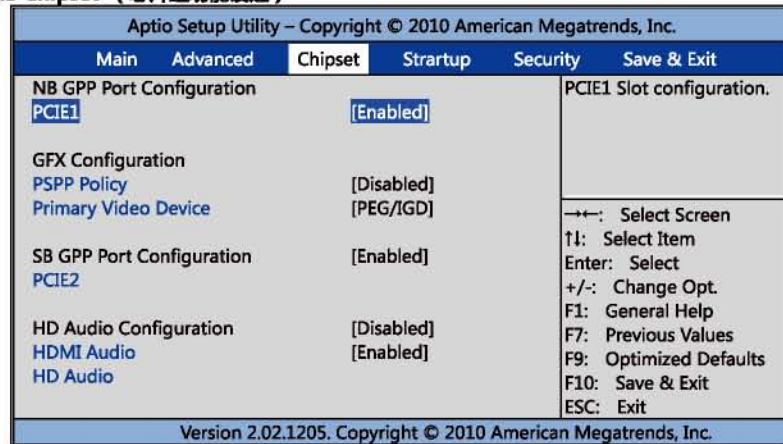 Aptio Setup Utility – Copyright © 2010 American Megatrends, Inc.
Main Advanced Chipset Strartup Security Save & Exit
NB GPP Port Configuration
PCIE1 [Enabled]
GFX Configuration
PSPP Policy [Disabled]
Primary Video Device [PEG/IGD]
SB GPP Port Configuration [Enabled]
PCIE2
HD Audio Configuration [Disabled]
HDMI Audio [Enabled]
HD Audio
PCIE1 Slot configuration.
→←: Select Screen
↑↓: Select Item
Enter: Select
+/-: Change Opt.
F1: General Help
F7: Previous Values
F9: Optimized Defaults
F10: Save & Exit
ESC: Exit
Version 2.02.1205. Copyright © 2010 American Megatrends, Inc.